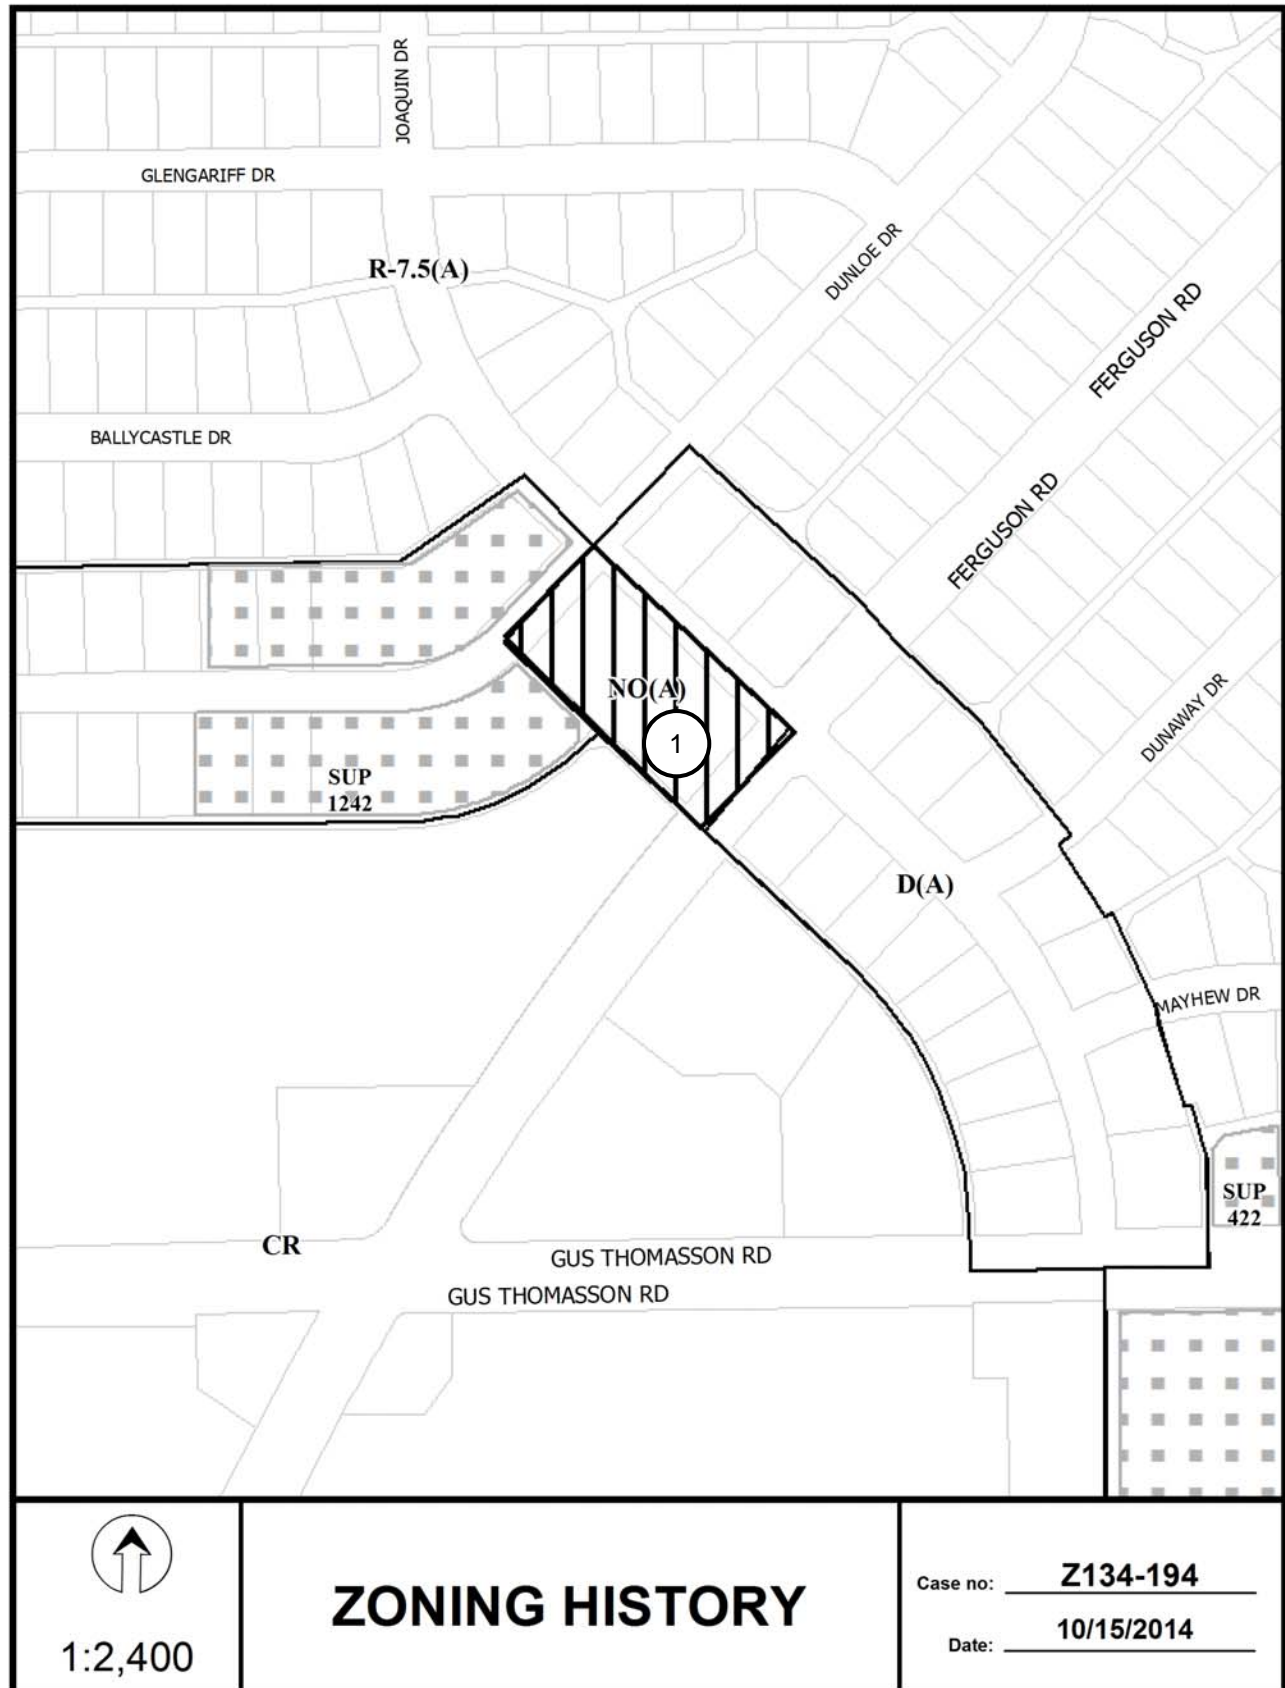 JOAQUIN DR
GLENGARIFF DR
R-7.5(A)
DUNLOE DR
FERGUSON RD
BALLYCASTLE DR
FERGUSON RD
NO(A)
DUNAWAY DR
1
SUP
1242
D(A)
MAYHEW DR
SUP
422
CR
GUS THOMASSON RD
GUS THOMASSON RD
1:2,400
ZONING HISTORY
Case no: Z134-194
Date: 10/15/2014